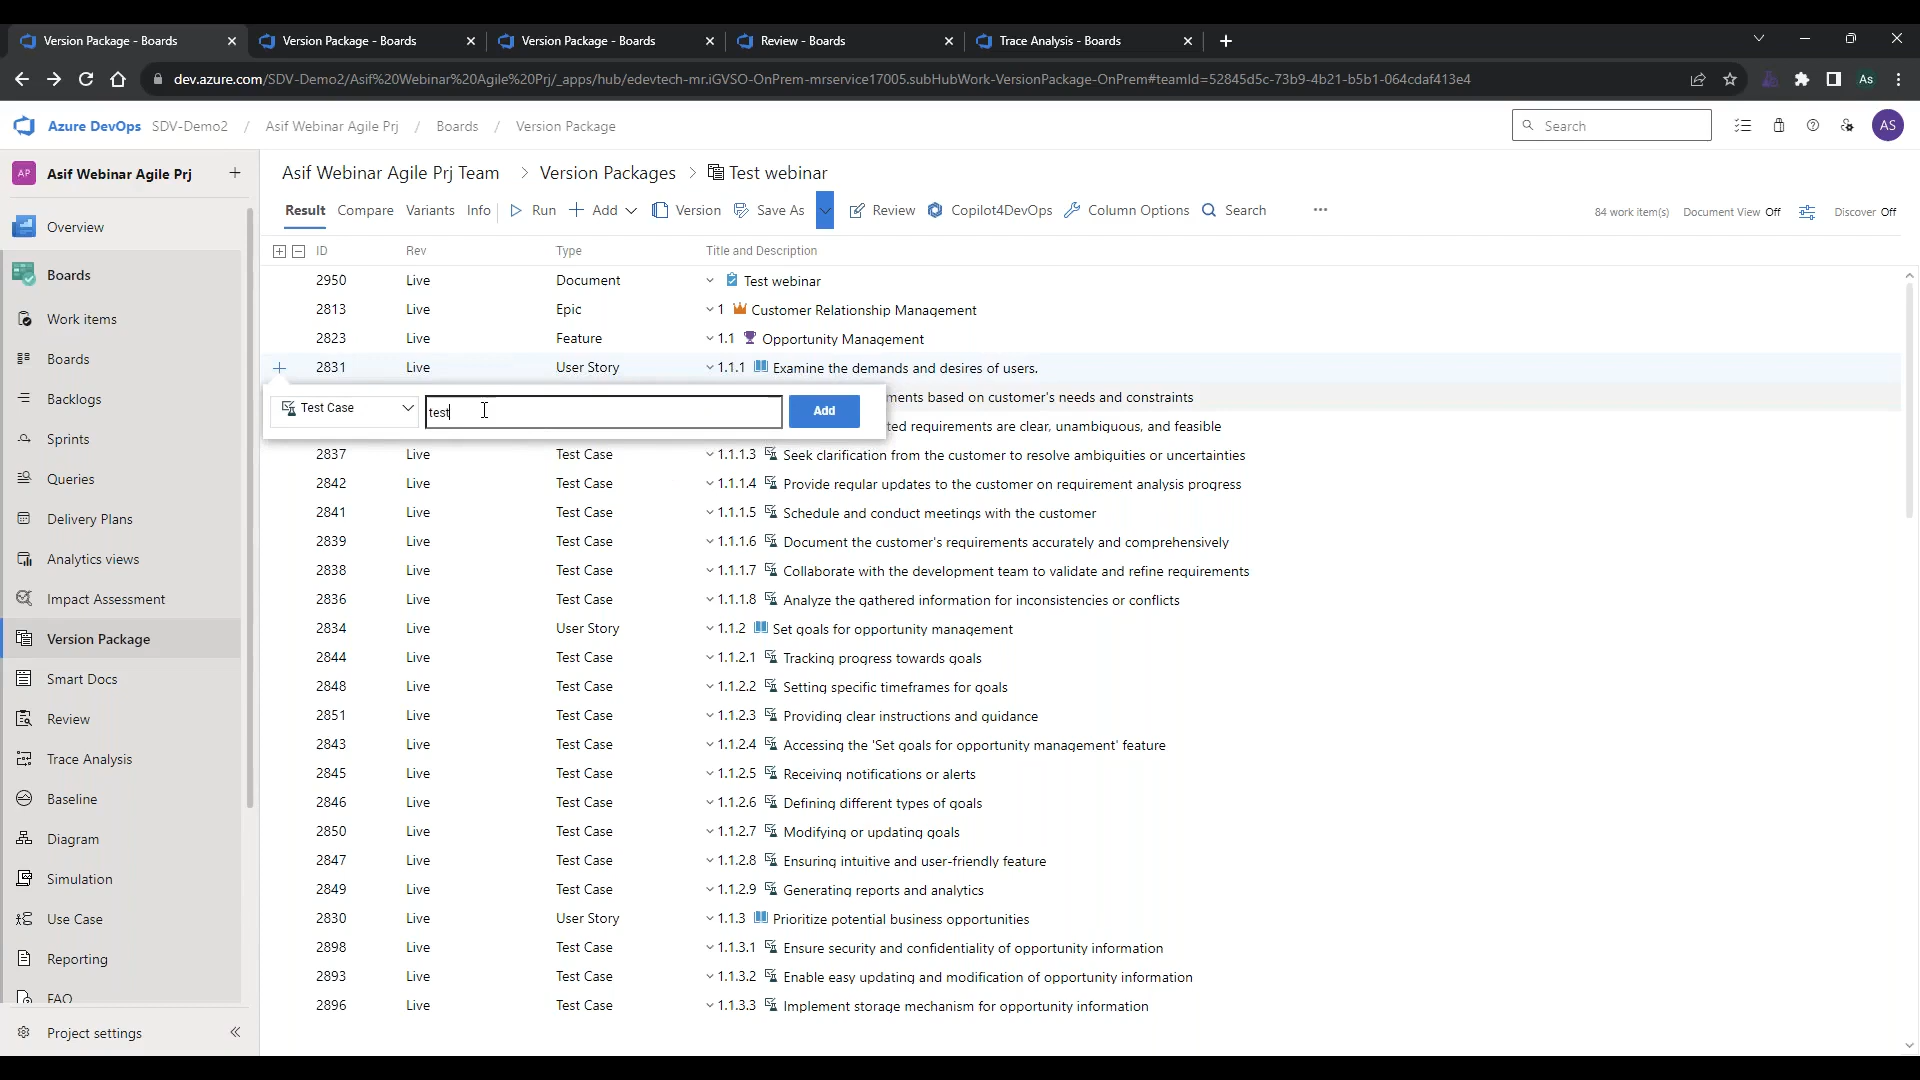 Version Package - Boards
Version Package - Boards
Version Package - Boards
Review - Boards
Trace Analysis - Boards
dev.azure.com/SDV-Demo2/Asif%20Webinar%20Agile%20Prj/_apps/hub/edevtech-mr.iGVSO-OnPrem-mrservice17005.subHubWork-VersionPackage-OnPrem#teamId=52845d5c-73b9-4b21-b5b1-064cdaf413e4
As
Azure DevOps SDV-Demo2 / Asif Webinar Agile Prj / Boards / Version Package
Search
AS
AP Asif Webinar Agile Prj +
Overview
Boards
Work items
Boards
Backlogs
Sprints
Queries
Delivery Plans
Analytics views
Impact Assessment
Version Package
Smart Docs
Review
Trace Analysis
Baseline
Diagram
Simulation
Use Case
Reporting
FAQ
Project settings
Asif Webinar Agile Prj Team > Version Packages > Test webinar
Result Compare Variants Info Run Add Version Save As Review Copilot4DevOps Column Options Search ...
84 work item(s) Document View Off Discover Off
ID Rev Type Title and Description
2950 Live Document Test webinar
2813 Live Epic 1 Customer Relationship Management
2823 Live Feature 1.1 Opportunity Management
2831 Live User Story 1.1.1 Examine the demands and desires of users.
ments based on customer's needs and constraints
Test Case test Add
ted requirements are clear, unambiguous, and feasible
2837 Live Test Case 1.1.1.3 Seek clarification from the customer to resolve ambiguities or uncertainties
2842 Live Test Case 1.1.1.4 Provide regular updates to the customer on requirement analysis progress
2841 Live Test Case 1.1.1.5 Schedule and conduct meetings with the customer
2839 Live Test Case 1.1.1.6 Document the customer's requirements accurately and comprehensively
2838 Live Test Case 1.1.1.7 Collaborate with the development team to validate and refine requirements
2836 Live Test Case 1.1.1.8 Analyze the gathered information for inconsistencies or conflicts
2834 Live User Story 1.1.2 Set goals for opportunity management
2844 Live Test Case 1.1.2.1 Tracking progress towards goals
2848 Live Test Case 1.1.2.2 Setting specific timeframes for goals
2851 Live Test Case 1.1.2.3 Providing clear instructions and guidance
2843 Live Test Case 1.1.2.4 Accessing the 'Set goals for opportunity management' feature
2845 Live Test Case 1.1.2.5 Receiving notifications or alerts
2846 Live Test Case 1.1.2.6 Defining different types of goals
2850 Live Test Case 1.1.2.7 Modifying or updating goals
2847 Live Test Case 1.1.2.8 Ensuring intuitive and user-friendly feature
2849 Live Test Case 1.1.2.9 Generating reports and analytics
2830 Live User Story 1.1.3 Prioritize potential business opportunities
2898 Live Test Case 1.1.3.1 Ensure security and confidentiality of opportunity information
2893 Live Test Case 1.1.3.2 Enable easy updating and modification of opportunity information
2896 Live Test Case 1.1.3.3 Implement storage mechanism for opportunity information